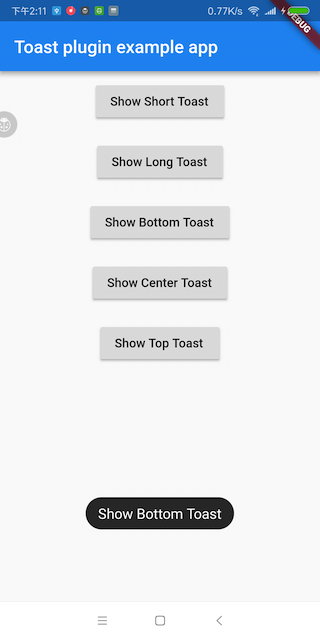 下午2:11 0.77K/s
DEBUG
Toast plugin example app
Show Short Toast
Show Long Toast
Show Bottom Toast
Show Center Toast
Show Top Toast
Show Bottom Toast